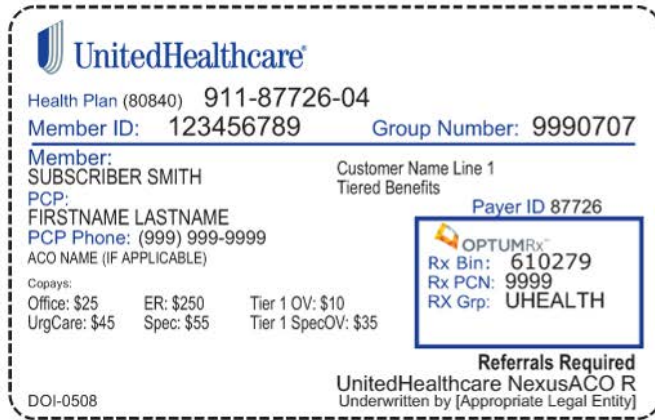 UnitedHealthcare®
Health Plan (80840) 911-87726-04
Member ID: 123456789 Group Number: 9990707
Member:
SUBSCRIBER SMITH
PCP:
FIRSTNAME LASTNAME
PCP Phone: (999) 999-9999
ACO NAME (IF APPLICABLE)
Customer Name Line 1
Tiered Benefits
Payer ID 87726
OPTUMRx™
Rx Bin: 610279
Rx PCN: 9999
RX Grp: UHEALTH
Copays:
Office: $25 ER: $250 Tier 1 OV: $10
UrgCare: $45 Spec: $55 Tier 1 SpecOV: $35
Referrals Required
UnitedHealthcare NexusACO R
DOI-0508 Underwritten by [Appropriate Legal Entity]